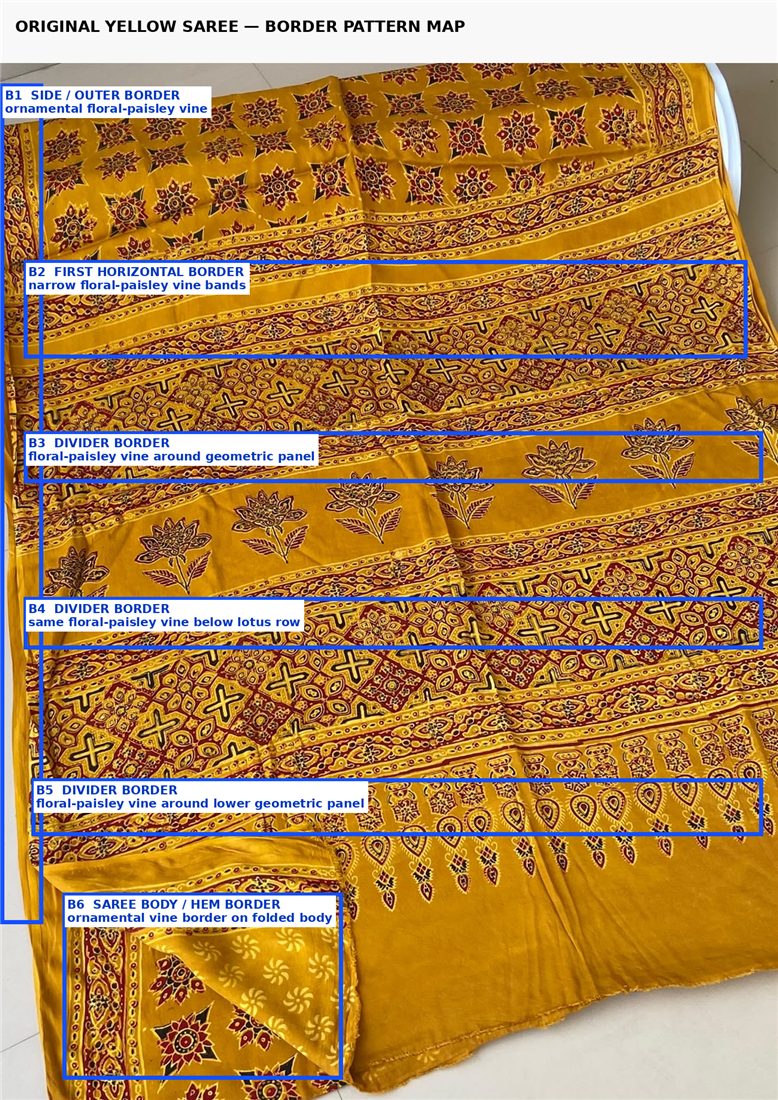 ORIGINAL YELLOW SAREE — BORDER PATTERN MAP
B1 SIDE / OUTER BORDER
ornamental floral-paisley vine
B2 FIRST HORIZONTAL BORDER
narrow floral-paisley vine bands
B3 DIVIDER BORDER
floral-paisley vine around geometric panel
B4 DIVIDER BORDER
same floral-paisley vine below lotus row
B5 DIVIDER BORDER
floral-paisley vine around lower geometric panel
B6 SAREE BODY / HEM BORDER
ornamental vine border on folded body